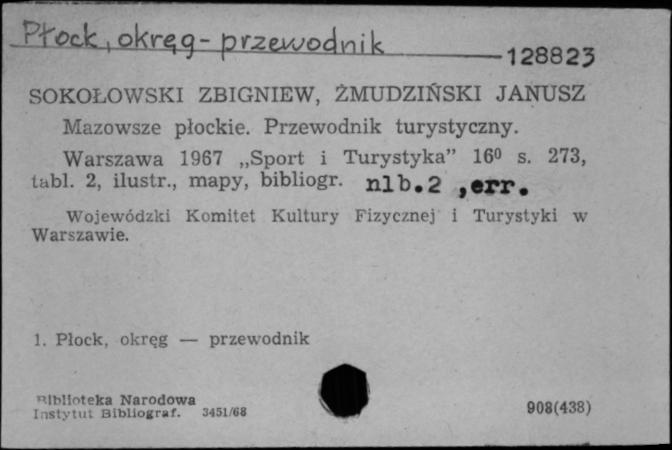 Płock, okręg - przewodnik
128823
SOKOŁOWSKI ZBIGNIEW, ŻMUDZIŃSKI JANUSZ
Mazowsze płockie. Przewodnik turystyczny.
Warszawa 1967 „Sport i Turystyka” 16⁰ s. 273,
tabl. 2, ilustr., mapy, bibliogr. nlb.2 ,err.
Wojewódzki Komitet Kultury Fizycznej i Turystyki w
Warszawie.
1. Płock, okręg — przewodnik
Biblioteka Narodowa
Instytut Bibliograf. 3451/68
908(438)